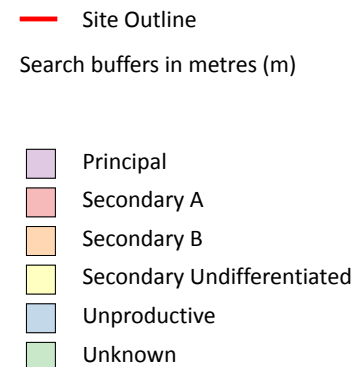 Site Outline
Search buffers in metres (m)
Principal
Secondary A
Secondary B
Secondary Undifferentiated
Unproductive
Unknown